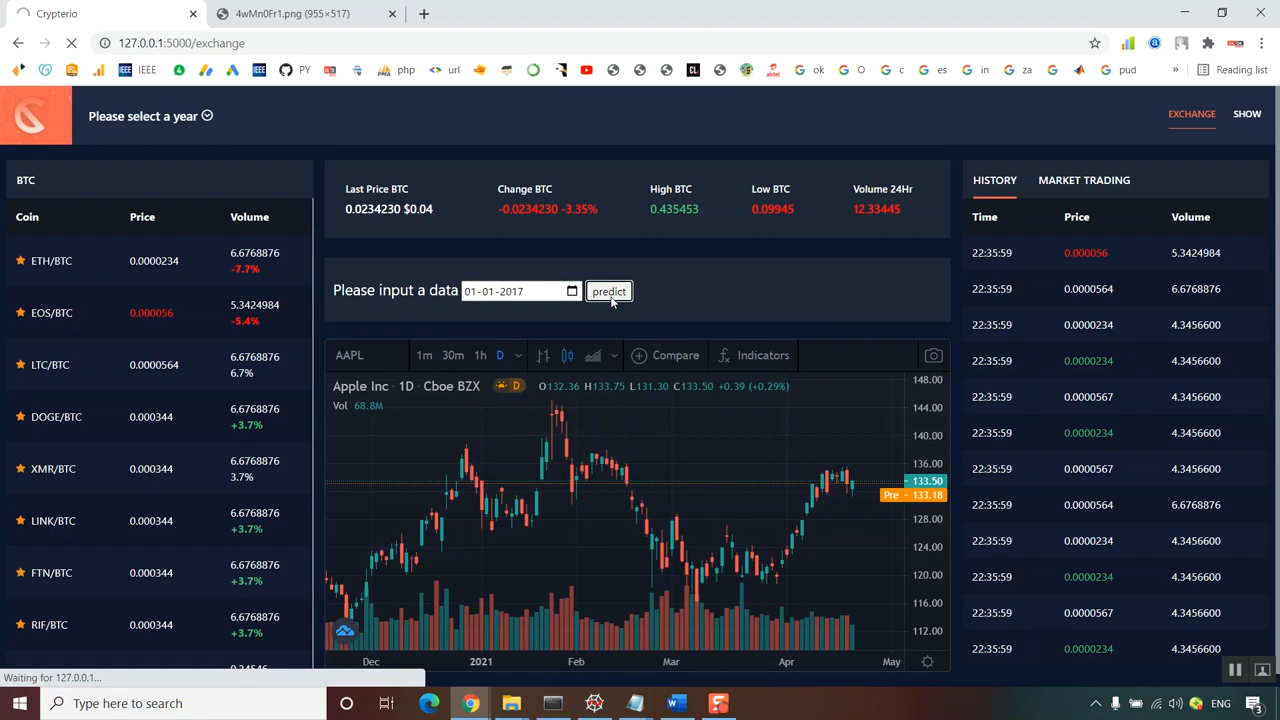 Crypterio
4wMn0Fr1.png (955×517)
127.0.0.1:5000/exchange
IEEE
PY
php
url
ok
O
c
es
in
za
pud
»
Reading list
Please select a year
EXCHANGE SHOW
BTC
Coin Price Volume
ETH/BTC 0.0000234 6.6768876
-7.7%
EOS/BTC 0.000056 5.3424984
-5.4%
LTC/BTC 0.0000564 6.6768876
6.7%
DOGE/BTC 0.000344 6.6768876
+3.7%
XMR/BTC 0.000344 6.6768876
3.7%
LINK/BTC 0.000344 6.6768876
+3.7%
FTN/BTC 0.000344 6.6768876
+3.7%
RIF/BTC 0.000344 6.6768876
+3.7%
Last Price BTC Change BTC High BTC Low BTC Volume 24Hr
0.0234230 $0.04 -0.0234230 -3.35% 0.435453 0.09945 12.33445
Please input a data 01-01-2017 predict
AAPL 1m 30m 1h D Compare Indicators
Apple Inc · 1D · Cboe BZX D O132.36 H133.75 L131.30 C133.50 +0.39 (+0.29%)
Vol 68.8M
148.00
144.00
140.00
136.00
133.50
Pre 133.18
128.00
124.00
120.00
116.00
112.00
Dec 2021 Feb Mar Apr May
HISTORY MARKET TRADING
Time Price Volume
22:35:59 0.000056 5.3424984
22:35:59 0.0000564 6.6768876
22:35:59 0.0000234 4.3456600
22:35:59 0.0000234 4.3456600
22:35:59 0.0000567 4.3456600
22:35:59 0.0000234 4.3456600
22:35:59 0.0000567 4.3456600
22:35:59 0.0000564 6.6768876
22:35:59 0.0000234 4.3456600
22:35:59 0.0000234 4.3456600
22:35:59 0.0000567 4.3456600
22:35:59 0.0000234 4.3456600
Waiting for 127.0.0.1...
Type here to search
ENG
3